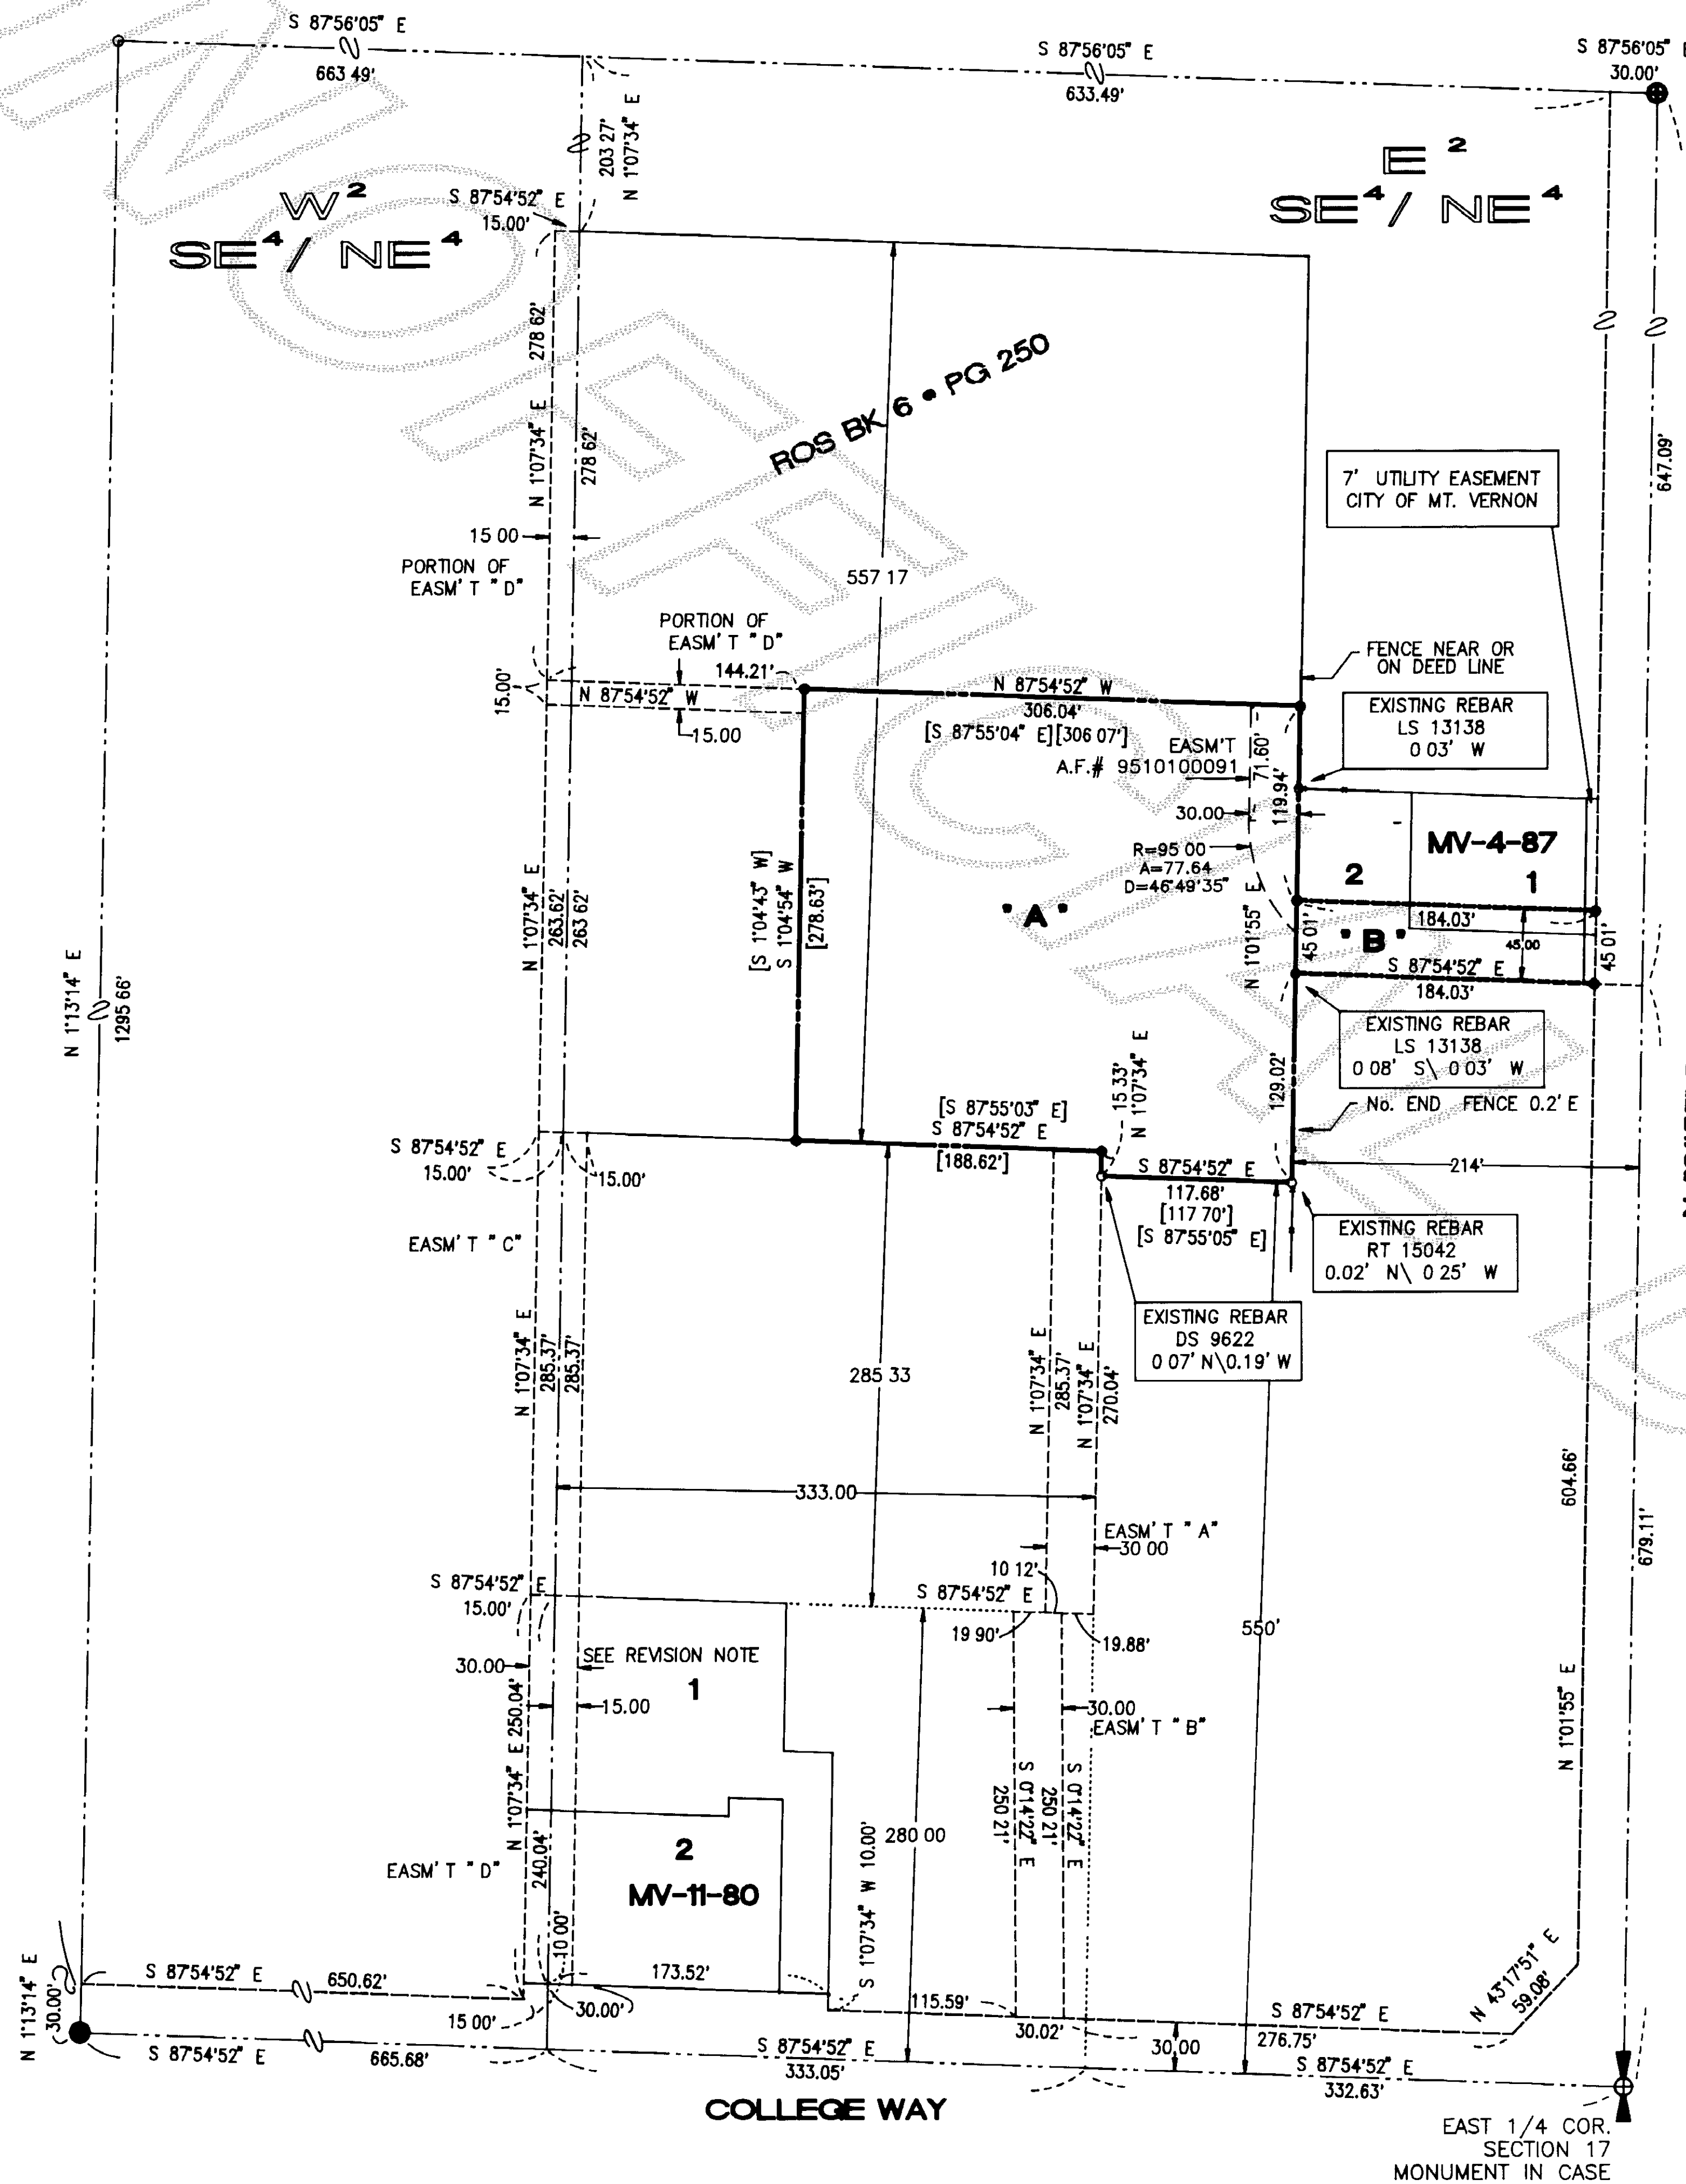 S 87°56'05" E
663 49'
S 87°56'05" E
633.49'
S 87°56'05" E
30.00'
203 27'
N 1°07'34" E
W 2
SE 4 / NE 4
S 87°54'52" E
15.00'
E 2
SE 4 / NE 4
N 1°07'34" E
278 62'
278 62'
ROS BK 6 • PG 250
647.09'
7' UTILITY EASEMENT
CITY OF MT. VERNON
15 00
PORTION OF
EASM'T "D"
557 17
PORTION OF
EASM'T "D"
144.21'
N 87°54'52" W
15.00'
15.00
FENCE NEAR OR
ON DEED LINE
N 87°54'52" W
306.04'
[S 87°55'04" E][306 07']
EXISTING REBAR
LS 13138
0 03' W
EASM'T
A.F.# 9510100091
71.60'
119.94'
30.00
R=95 00
A=77.64
D=46°49'35"
MV-4-87
2
1
"A"
[S 1°04'43" W]
S 1°04'54" W
[278.63']
N 1°07'34" E
263.62'
263 62'
N 1°01'55" E
45 01'
184.03'
"B"
45.00
45 01'
S 87°54'52" E
184.03'
N 1°13'14" E
1295 66'
EXISTING REBAR
LS 13138
0 08' S\ 0 03' W
No. END FENCE 0.2' E
129.02'
15 33'
N 1°07'34" E
[S 87°55'03" E]
S 87°54'52" E
[188.62']
S 87°54'52" E
15.00'
15.00'
S 87°54'52" E
117.68'
[117 70']
[S 87°55'05" E]
214'
EASM'T "C"
EXISTING REBAR
RT 15042
0.02' N\ 0 25' W
EXISTING REBAR
DS 9622
0 07' N\0.19' W
N 1°07'34" E
285.37'
285.37'
285 33
N 1°07'34" E
285.37'
N 1°07'34" E
270.04'
604.66'
679.11'
333.00
EASM'T "A"
30 00
10 12'
S 87°54'52" E
15.00'
S 87°54'52" E
19 90'
19.88'
550'
SEE REVISION NOTE
30.00
1
15.00
30.00
EASM'T "B"
N 1°01'55" E
N 1°07'34" E 250.04'
240.04'
S 0°14'22" E
250 21'
S 0°14'22" E
250 21'
280 00
S 1°07'34" W 10.00'
EASM'T "D"
2
MV-11-80
10 00'
N 43°17'51" E
59.08'
N 1°13'14" E
30.00'
S 87°54'52" E
650.62'
173.52'
15 00'
30.00'
115.59'
30.02'
30.00
S 87°54'52" E
276.75'
S 87°54'52" E
665.68'
S 87°54'52" E
333.05'
S 87°54'52" E
332.63'
COLLEGE WAY
EAST 1/4 COR.
SECTION 17
MONUMENT IN CASE